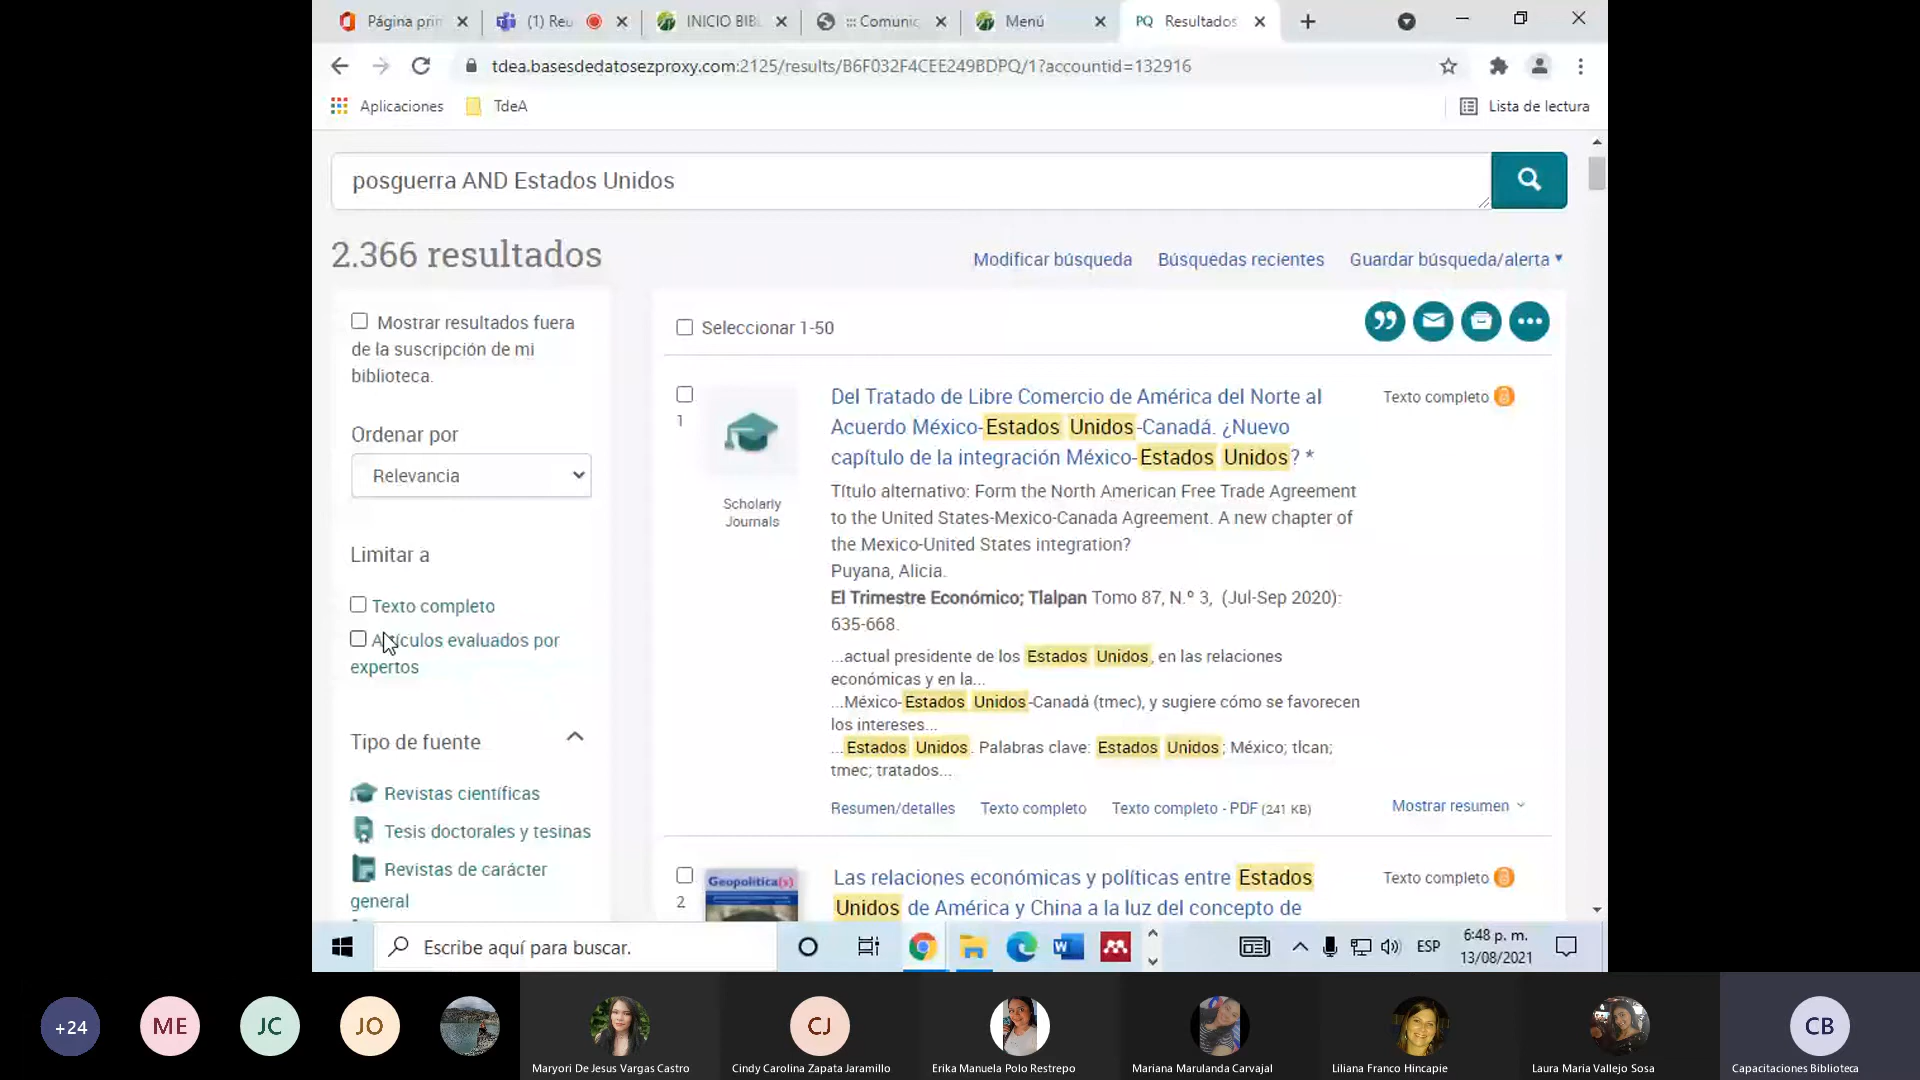 Página prin
(1) Reu
INICIO BIB
::: Comunic
Menú
PQ Resultados
tdea.basesdedatosezproxy.com:2125/results/B6F032F4CEE249BDPQ/1?accountid=132916
Aplicaciones
TdeA
Lista de lectura
posguerra AND Estados Unidos
2.366 resultados
Modificar búsqueda
Búsquedas recientes
Guardar búsqueda/alerta
Mostrar resultados fuera
de la suscripción de mi
biblioteca.
Ordenar por
Relevancia
Limitar a
Texto completo
Artículos evaluados por
expertos
Tipo de fuente
Revistas científicas
Tesis doctorales y tesinas
Revistas de carácter
general
Seleccionar 1-50
1
Scholarly
Journals
Del Tratado de Libre Comercio de América del Norte al
Acuerdo México-Estados Unidos-Canadá. ¿Nuevo
capítulo de la integración México-Estados Unidos? *
Texto completo
Título alternativo: Form the North American Free Trade Agreement
to the United States-Mexico-Canada Agreement. A new chapter of
the Mexico-United States integration?
Puyana, Alicia.
El Trimestre Económico; Tlalpan Tomo 87, N.º 3, (Jul-Sep 2020):
635-668.
...actual presidente de los Estados Unidos, en las relaciones
económicas y en la...
...México-Estados Unidos-Canadá (tmec), y sugiere cómo se favorecen
los intereses...
...Estados Unidos. Palabras clave: Estados Unidos; México; tlcan;
tmec; tratados...
Resumen/detalles
Texto completo
Texto completo - PDF (241 KB)
Mostrar resumen
2
Geopolítica(s)
Las relaciones económicas y políticas entre Estados
Unidos de América y China a la luz del concepto de
Texto completo
Escribe aquí para buscar.
ESP
6:48 p. m.
13/08/2021
+24
ME
JC
JO
Maryori De Jesus Vargas Castro
CJ
Cindy Carolina Zapata Jaramillo
Erika Manuela Polo Restrepo
Mariana Marulanda Carvajal
Liliana Franco Hincapie
Laura Maria Vallejo Sosa
CB
Capacitaciones Biblioteca